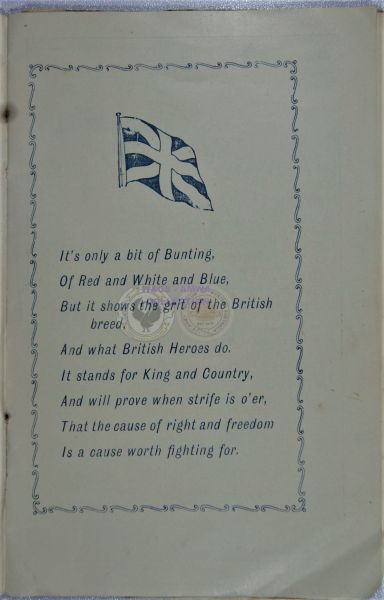 It's only a bit of Bunting,
Of Red and White and Blue,
But it shows the grit of the British
breed,
And what British Heroes do.
It stands for King and Country,
And will prove when strife is o'er,
That the cause of right and freedom
Is a cause worth fighting for.